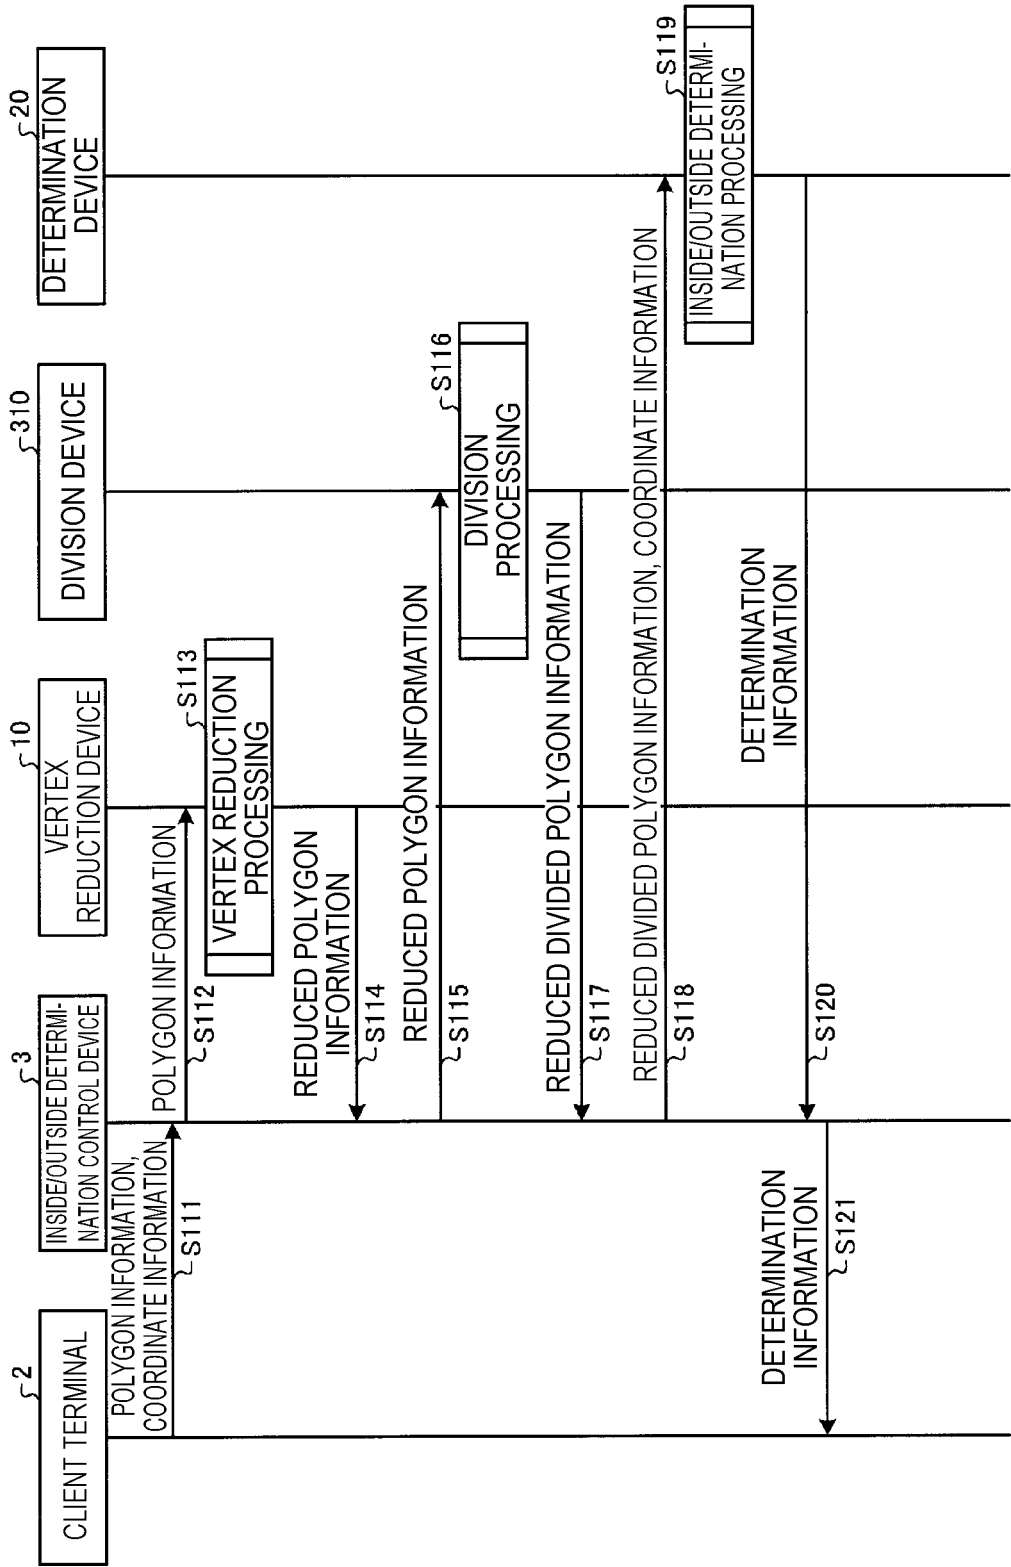 2
CLIENT TERMINAL
3
INSIDE/OUTSIDE DETERMI-
NATION CONTROL DEVICE
10
VERTEX
REDUCTION DEVICE
310
DIVISION DEVICE
20
DETERMINATION
DEVICE
POLYGON INFORMATION,
COORDINATE INFORMATION
S111
POLYGON INFORMATION
S112
S113
VERTEX REDUCTION
PROCESSING
REDUCED POLYGON
INFORMATION
S114
REDUCED POLYGON INFORMATION
S115
S116
DIVISION
PROCESSING
REDUCED DIVIDED POLYGON INFORMATION
S117
REDUCED DIVIDED POLYGON INFORMATION, COORDINATE INFORMATION
S118
S119
INSIDE/OUTSIDE DETERMI-
NATION PROCESSING
DETERMINATION
INFORMATION
S120
DETERMINATION
INFORMATION
S121